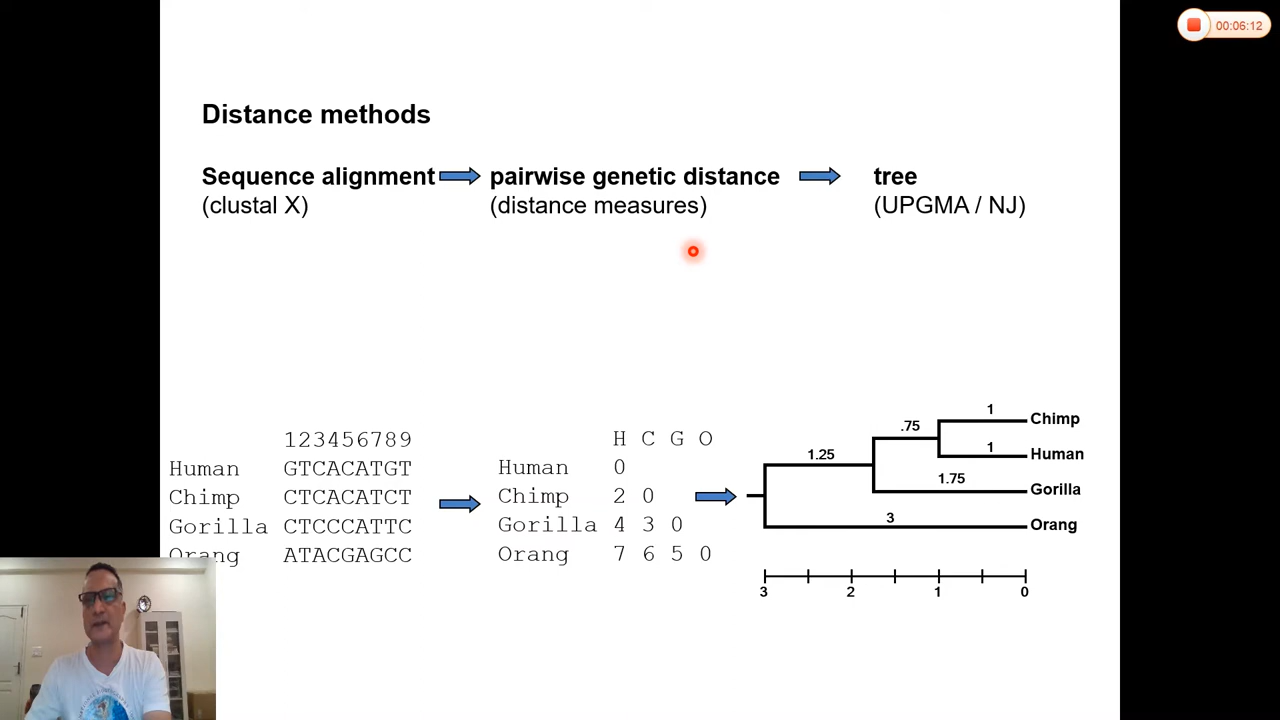 00:06:12
Distance methods
Sequence alignment pairwise genetic distance tree
(clustal X) (distance measures) (UPGMA / NJ)
123456789
Human GTCACATGT
Chimp CTCACATCT
Gorilla CTCCCATTC
Orang ATACGAGCC
H C G O
Human 0
Chimp 2 0
Gorilla 4 3 0
Orang 7 6 5 0
1 Chimp
.75
1 Human
1.25
1.75 Gorilla
3 Orang
3 2 1 0